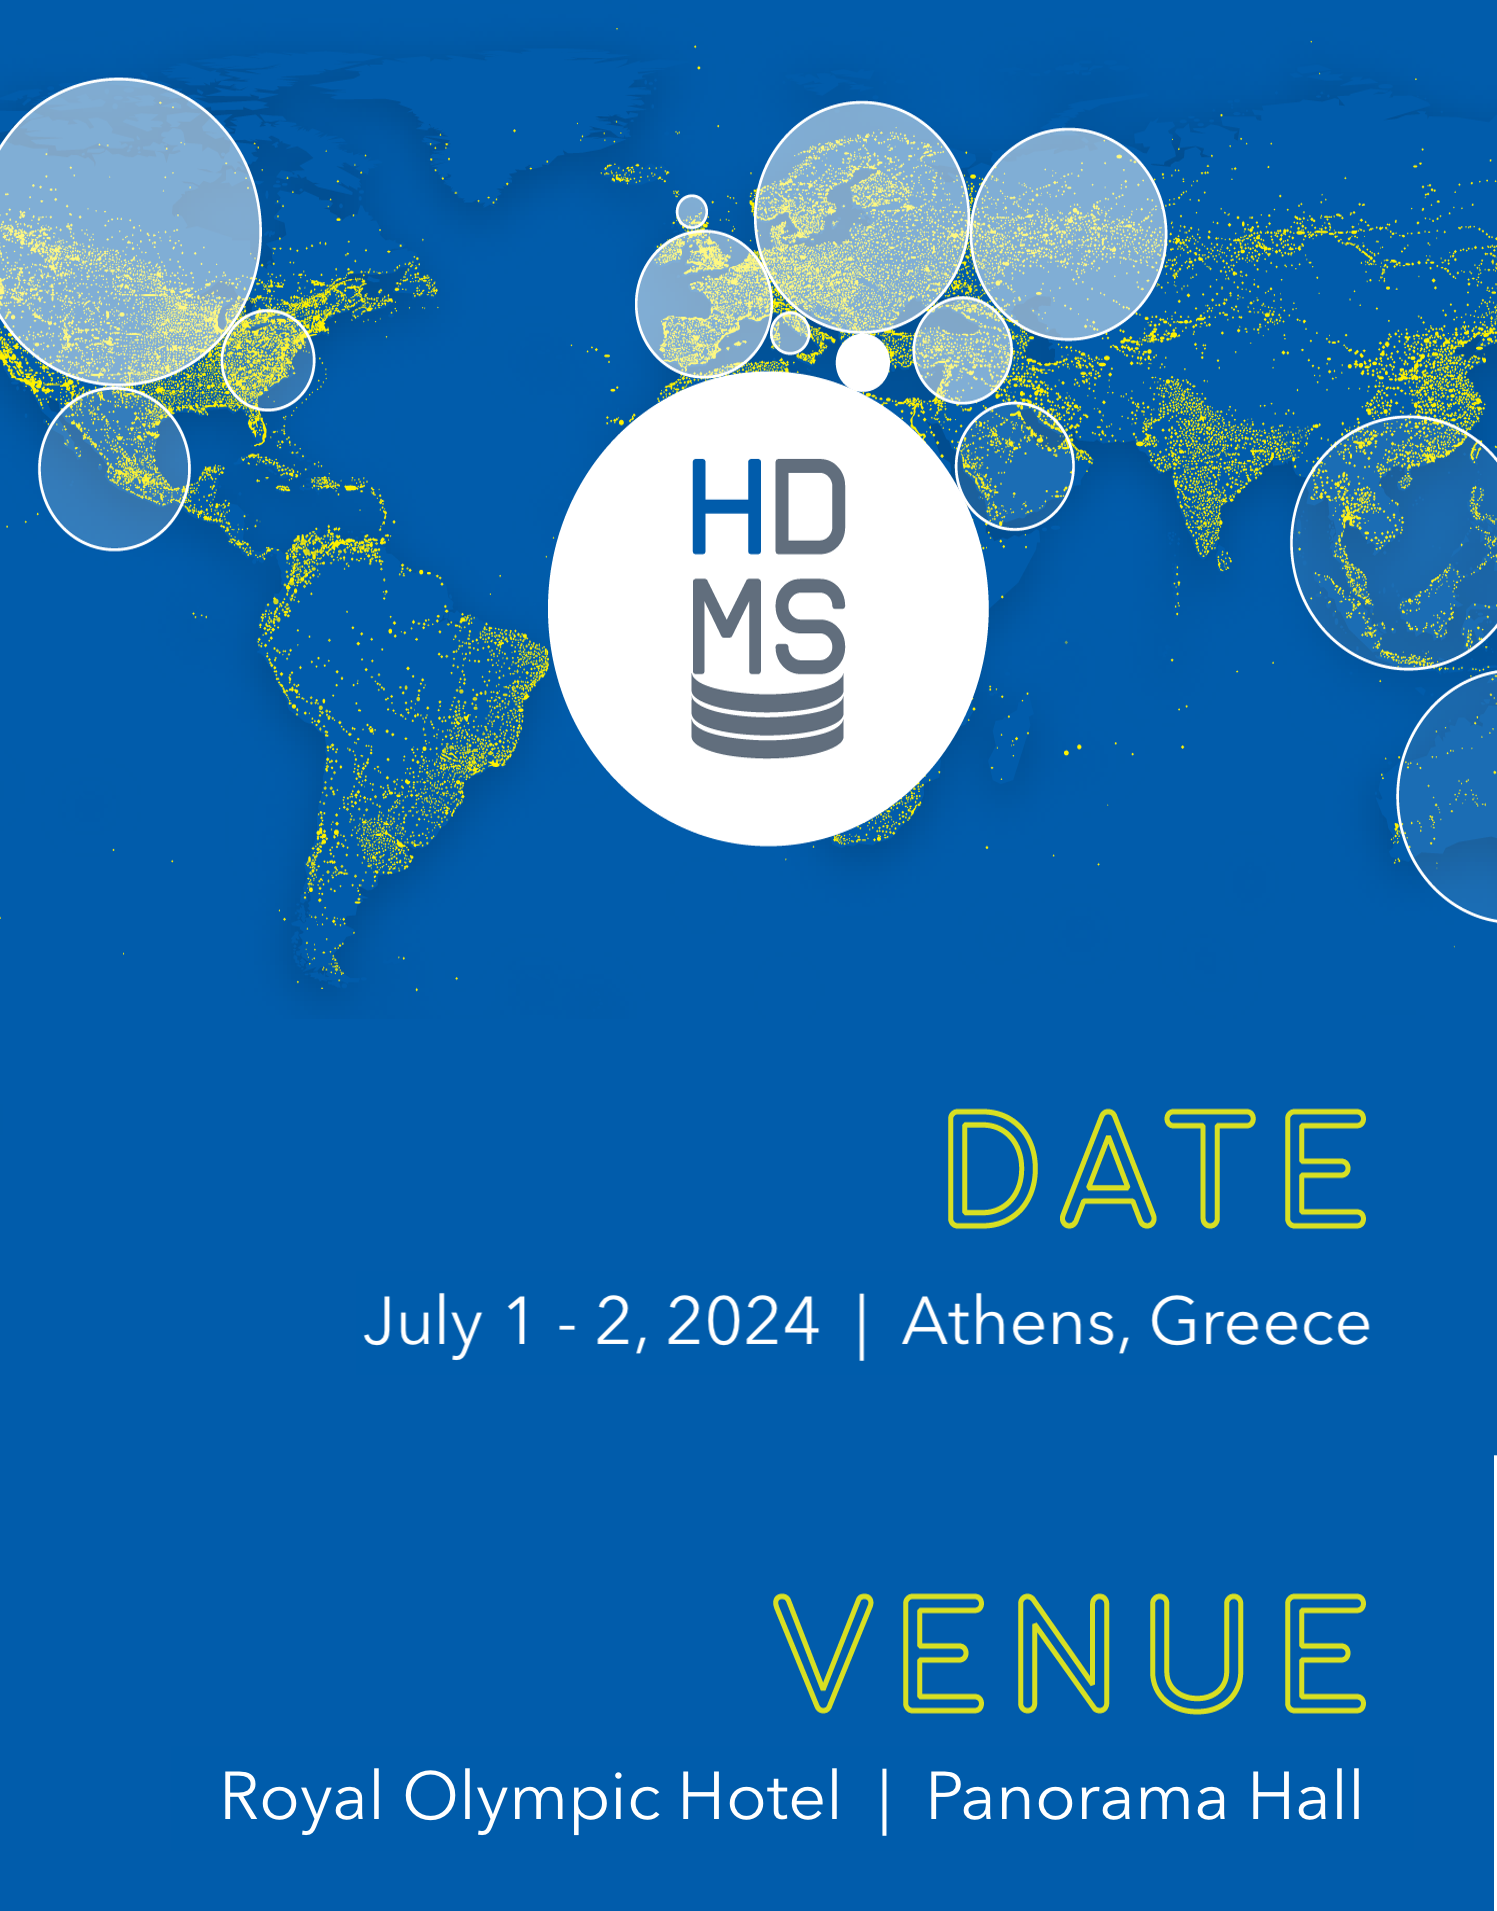 HD
MS
DATE
July 1 - 2, 2024 | Athens, Greece
VENUE
Royal Olympic Hotel | Panorama Hall